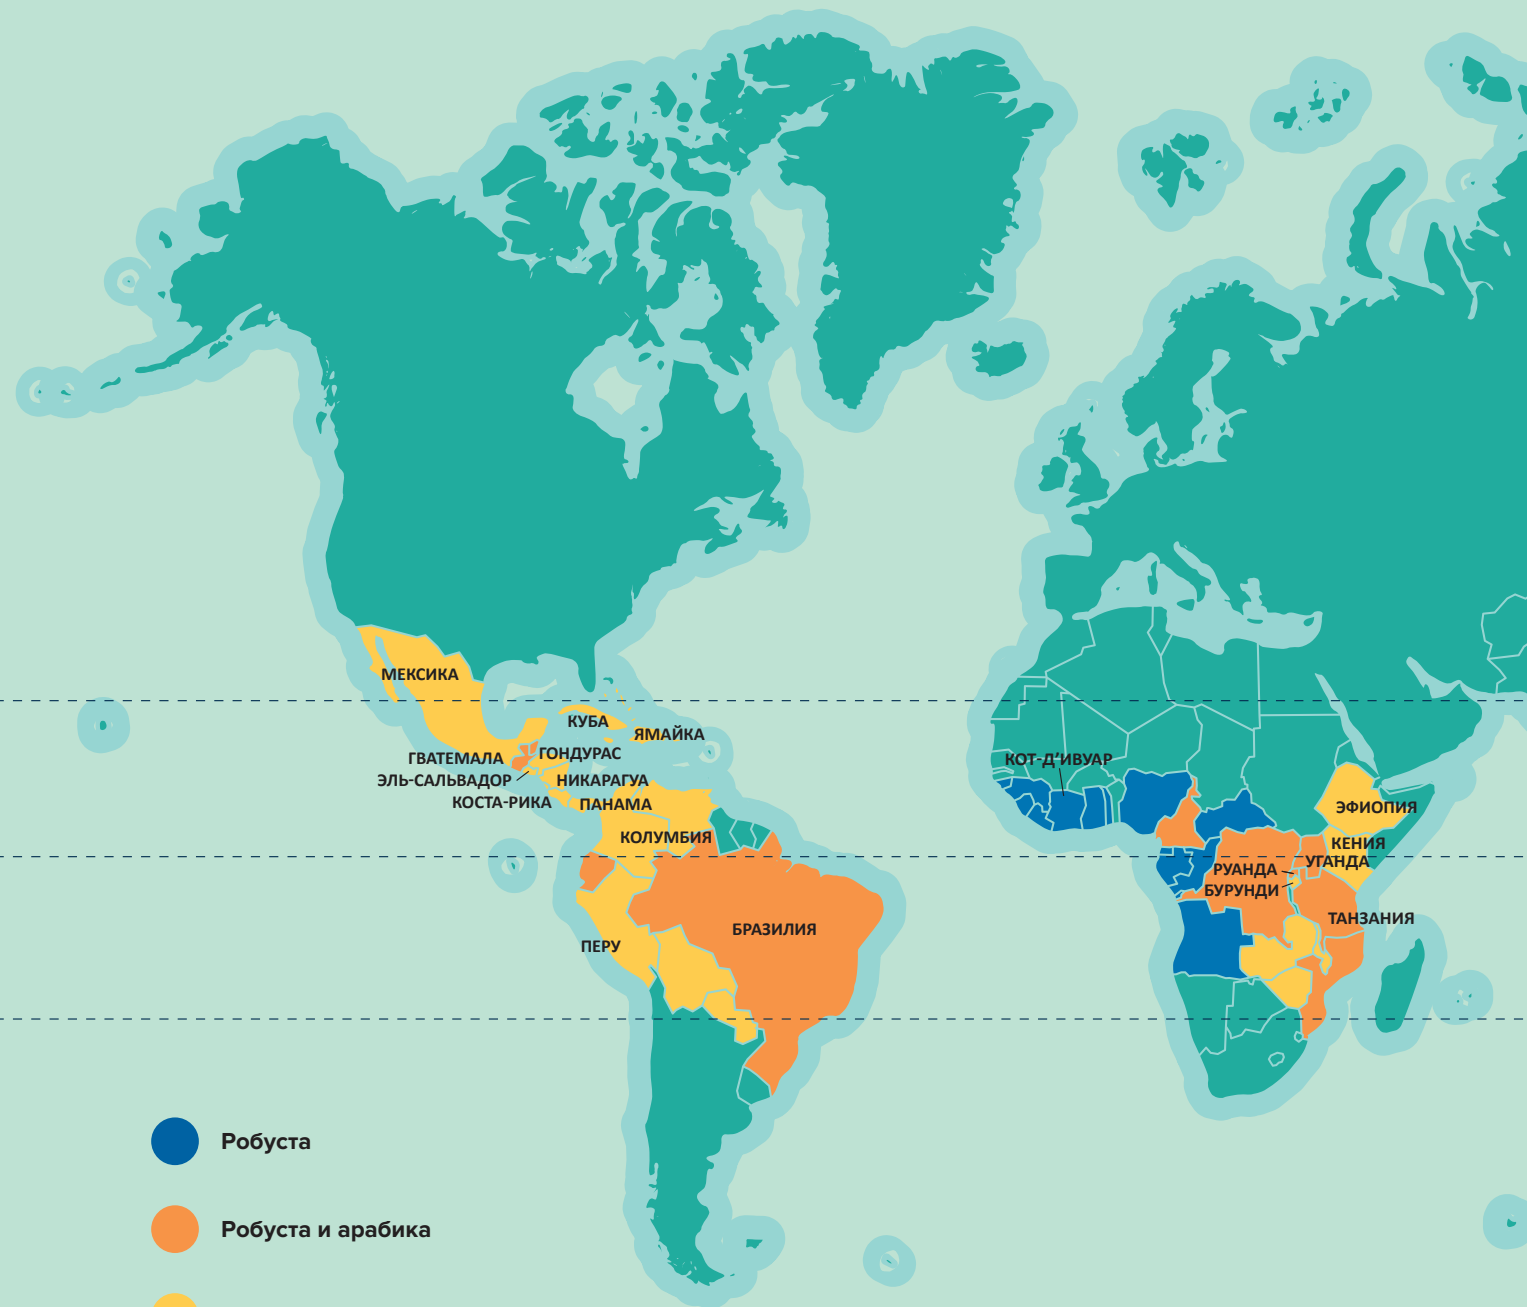 МЕКСИКА
КУБА
ЯМАЙКА
ГВАТЕМАЛА
ГОНДУРАС
ЭЛЬ-САЛЬВАДОР
НИКАРАГУА
КОСТА-РИКА
ПАНАМА
КОЛУМБИЯ
БРАЗИЛИЯ
ПЕРУ
КОТ-Д’ИВУАР
ЭФИОПИЯ
КЕНИЯ
УГАНДА
РУАНДА
БУРУНДИ
ТАНЗАНИЯ
Робуста
Робуста и арабика